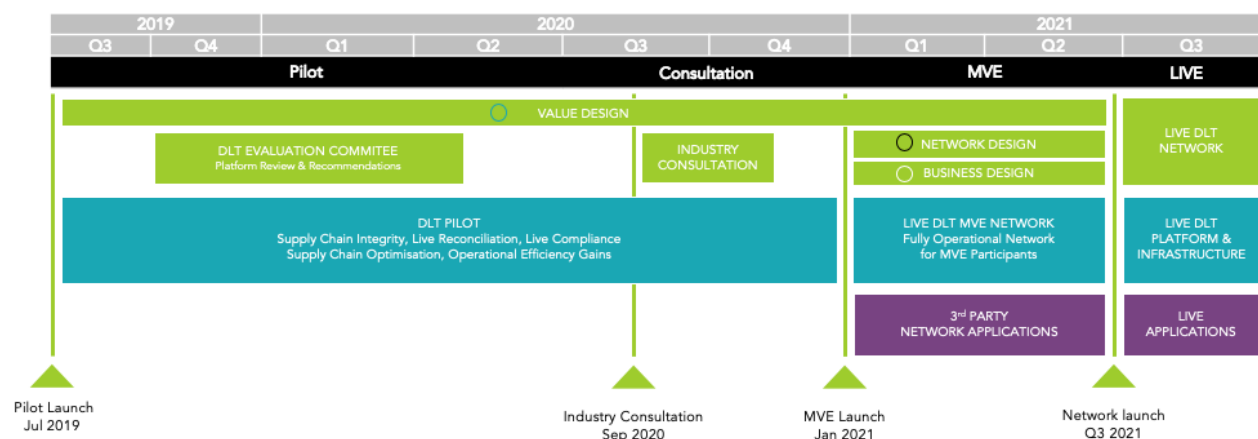 2019 2020 2021
Q3 Q4 Q1 Q2 Q3 Q4 Q1 Q2 Q3
Pilot Consultation MVE LIVE
VALUE DESIGN
DLT EVALUATION COMMITEE
Platform Review & Recommendations
INDUSTRY
CONSULTATION
NETWORK DESIGN
BUSINESS DESIGN
LIVE DLT
NETWORK
DLT PILOT
Supply Chain Integrity, Live Reconciliation, Live Compliance
Supply Chain Optimisation, Operational Efficiency Gains
LIVE DLT MVE NETWORK
Fully Operational Network
for MVE Participants
LIVE DLT
PLATFORM &
INFRASTRUCTURE
3rd PARTY
NETWORK APPLICATIONS
LIVE
APPLICATIONS
Pilot Launch
Jul 2019
Industry Consultation
Sep 2020
MVE Launch
Jan 2021
Network launch
Q3 2021